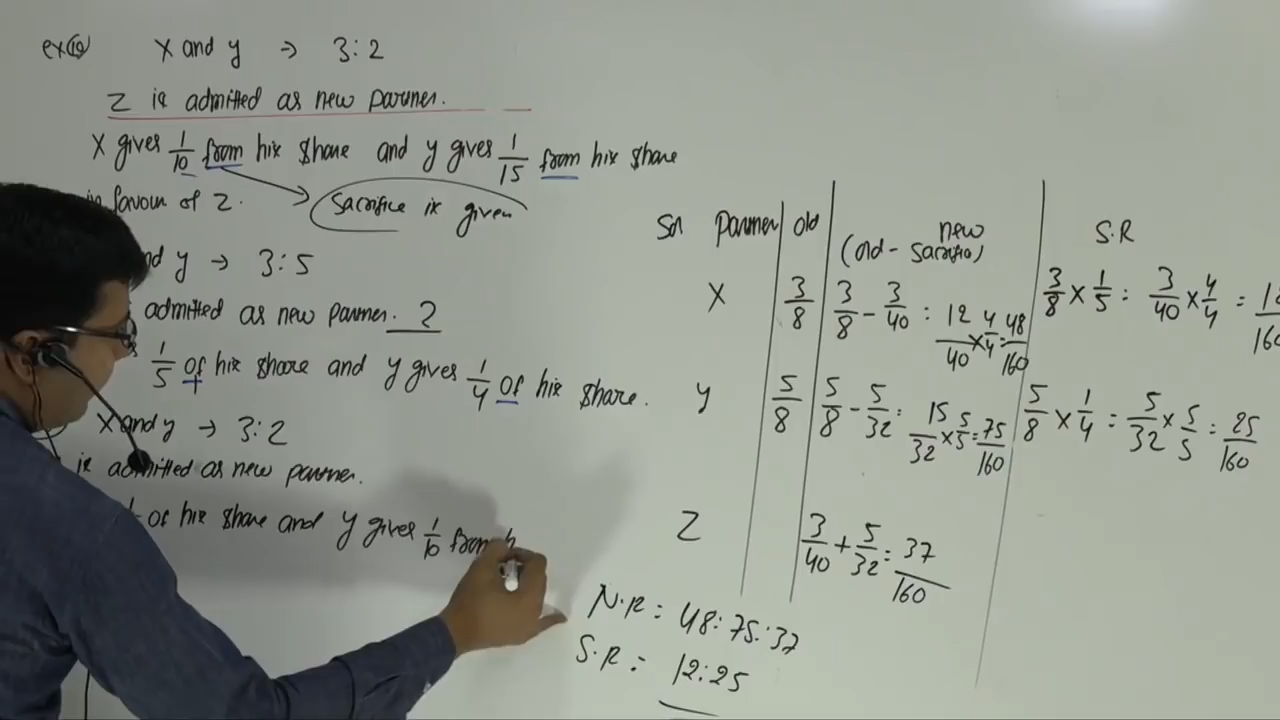 ex(10) X and y → 3:2
Z is admitted as new partner.
X gives 1/10 from his share and y gives 1/15 from his share
in favour of Z. → Sacrifice is given
and y → 3:5
admitted as new partner. 2
1/5 of his share and y gives 1/4 of his share.
X and y → 3:2
is admitted as new partner.
of his share and y gives 1/10 from h
Sol Partner Old new (old - Sacrifice) S.R
X 3/8 3/8 - 3/40 : 12/40 × 4/4 = 48/160 3/8 × 1/5 : 3/40 × 4/4 = 12/160
y 5/8 5/8 - 5/32 : 15/32 × 5/5 = 75/160 5/8 × 1/4 : 5/32 × 5/5 : 25/160
Z 3/40 + 5/32 : 37/160
N.R : 48:75:37
S.R : 12:25